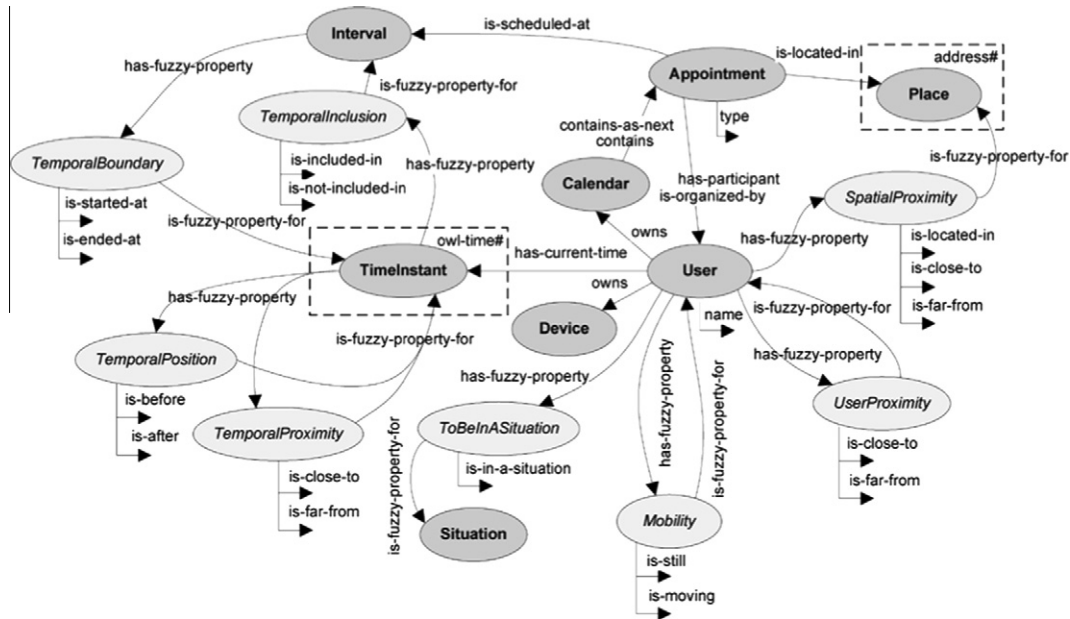 is-scheduled-at
Interval
has-fuzzy-property
is-located-in
address#
Appointment
is-fuzzy-property-for
Place
TemporalInclusion
type
contains-as-next
contains
TemporalBoundary
is-included-in
has-fuzzy-property
is-fuzzy-property-for
is-not-included-in
Calendar
has-participant
is-organized-by
SpatialProximity
is-started-at
is-fuzzy-property-for
is-ended-at
owns
has-fuzzy-property
is-located-in
owl-time#
has-current-time
TimeInstant
User
is-close-to
owns
has-fuzzy-property
is-far-from
name
is-fuzzy-property-for
Device
is-fuzzy-property-for
TemporalPosition
has-fuzzy-property
has-fuzzy-property
is-before
has-fuzzy-property
is-fuzzy-property-for
UserProximity
is-after
TemporalProximity
ToBeInASituation
is-fuzzy-property-for
is-close-to
is-in-a-situation
is-close-to
is-far-from
is-far-from
Situation
Mobility
is-still
is-moving